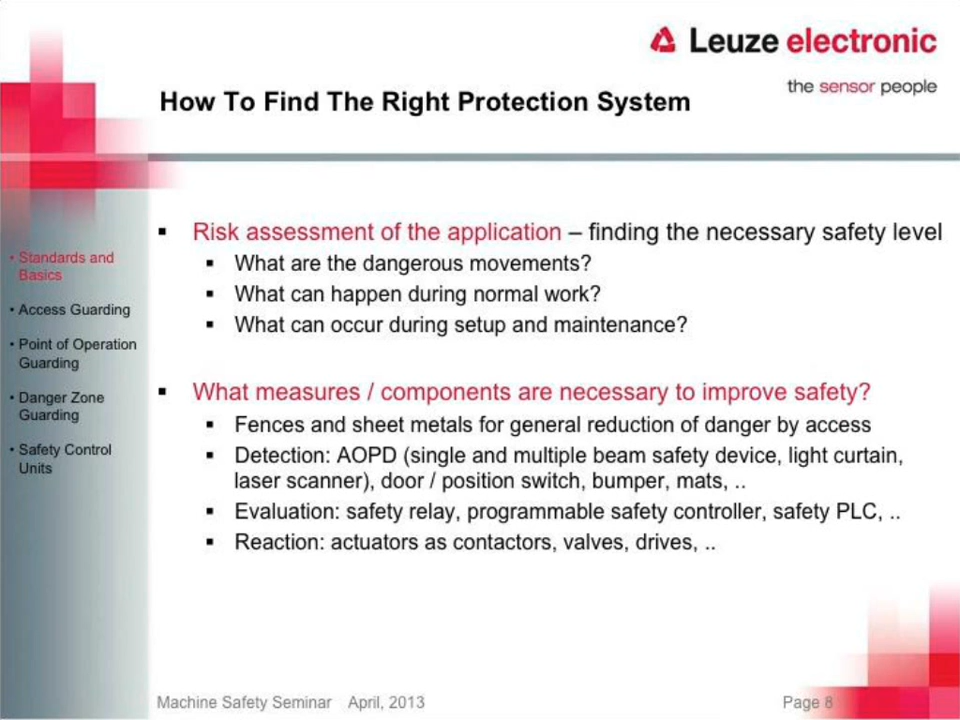 Leuze electronic
the sensor people
How To Find The Right Protection System
• Standards and
Basics
• Access Guarding
• Point of Operation
Guarding
• Danger Zone
Guarding
• Safety Control
Units
▪ Risk assessment of the application – finding the necessary safety level
▪ What are the dangerous movements?
▪ What can happen during normal work?
▪ What can occur during setup and maintenance?
▪ What measures / components are necessary to improve safety?
▪ Fences and sheet metals for general reduction of danger by access
▪ Detection: AOPD (single and multiple beam safety device, light curtain,
laser scanner), door / position switch, bumper, mats, ..
▪ Evaluation: safety relay, programmable safety controller, safety PLC, ..
▪ Reaction: actuators as contactors, valves, drives, ..
Machine Safety Seminar April, 2013 Page 8